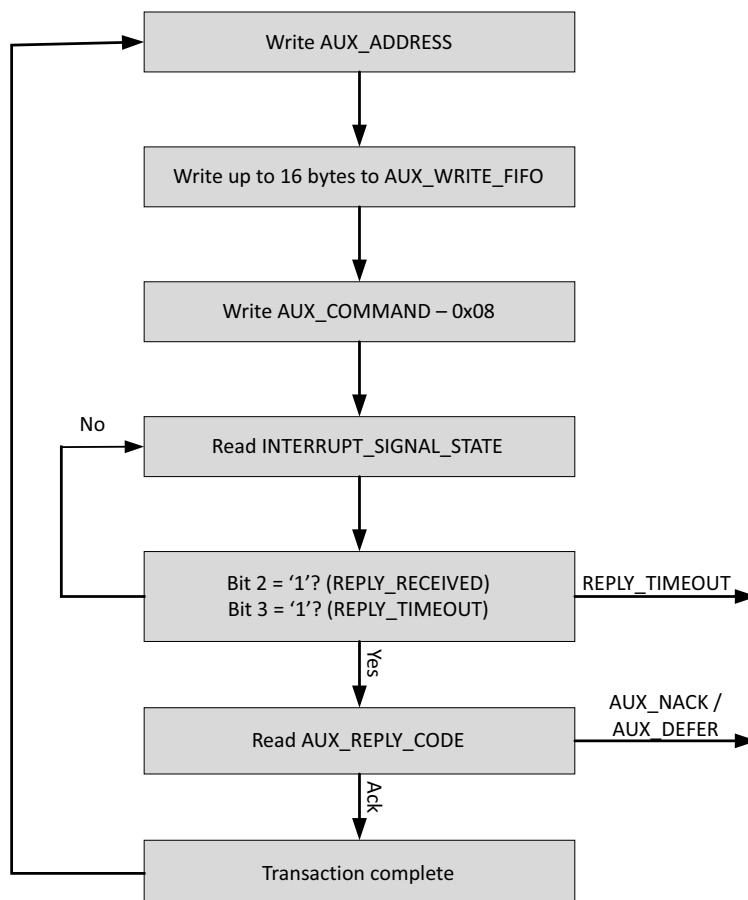 Write AUX_ADDRESS
Write up to 16 bytes to AUX_WRITE_FIFO
Write AUX_COMMAND – 0x08
No
Read INTERRUPT_SIGNAL_STATE
Bit 2 = ‘1’? (REPLY_RECEIVED)
Bit 3 = ‘1’? (REPLY_TIMEOUT)
REPLY_TIMEOUT
Yes
Read AUX_REPLY_CODE
AUX_NACK /
AUX_DEFER
Ack
Transaction complete